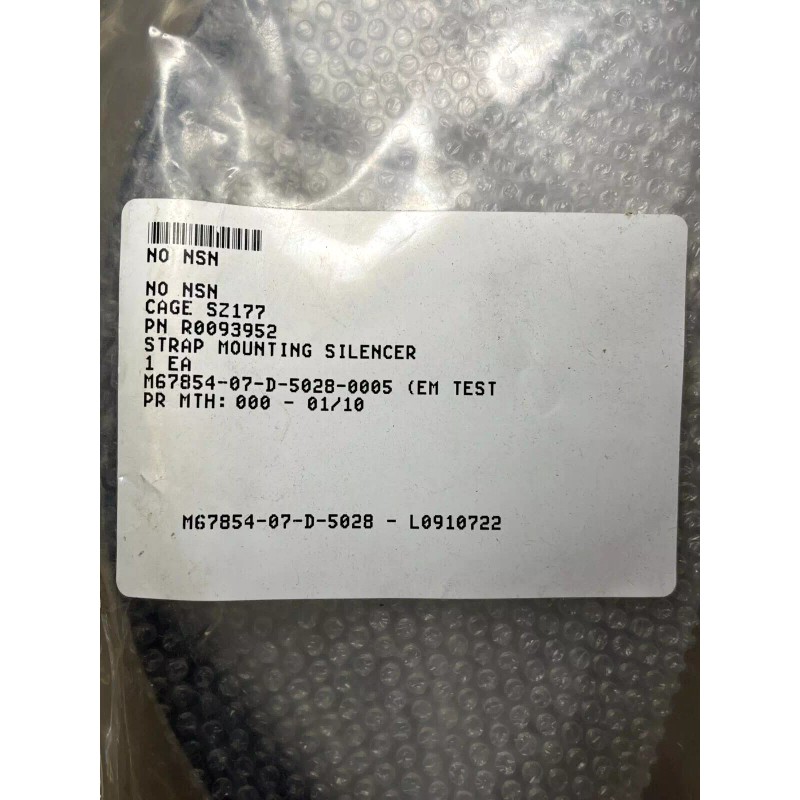 NO NSN
NO NSN
CAGE SZ177
PN R0093952
STRAP MOUNTING SILENCER
1 EA
M67854-07-D-5028-0005 (EM TEST
PR MTH: 000 - 01/10
M67854-07-D-5028 - L0910722